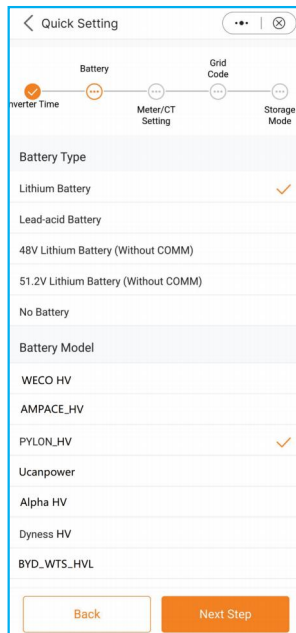 Quick Setting
Battery
Grid
Code
nverter Time
Meter/CT
Setting
Storage
Mode
Battery Type
Lithium Battery
Lead-acid Battery
48V Lithium Battery (Without COMM)
51.2V Lithium Battery (Without COMM)
No Battery
Battery Model
WECO HV
AMPACE_HV
PYLON_HV
Ucanpower
Alpha HV
Dyness HV
BYD_WTS_HVL
Back
Next Step